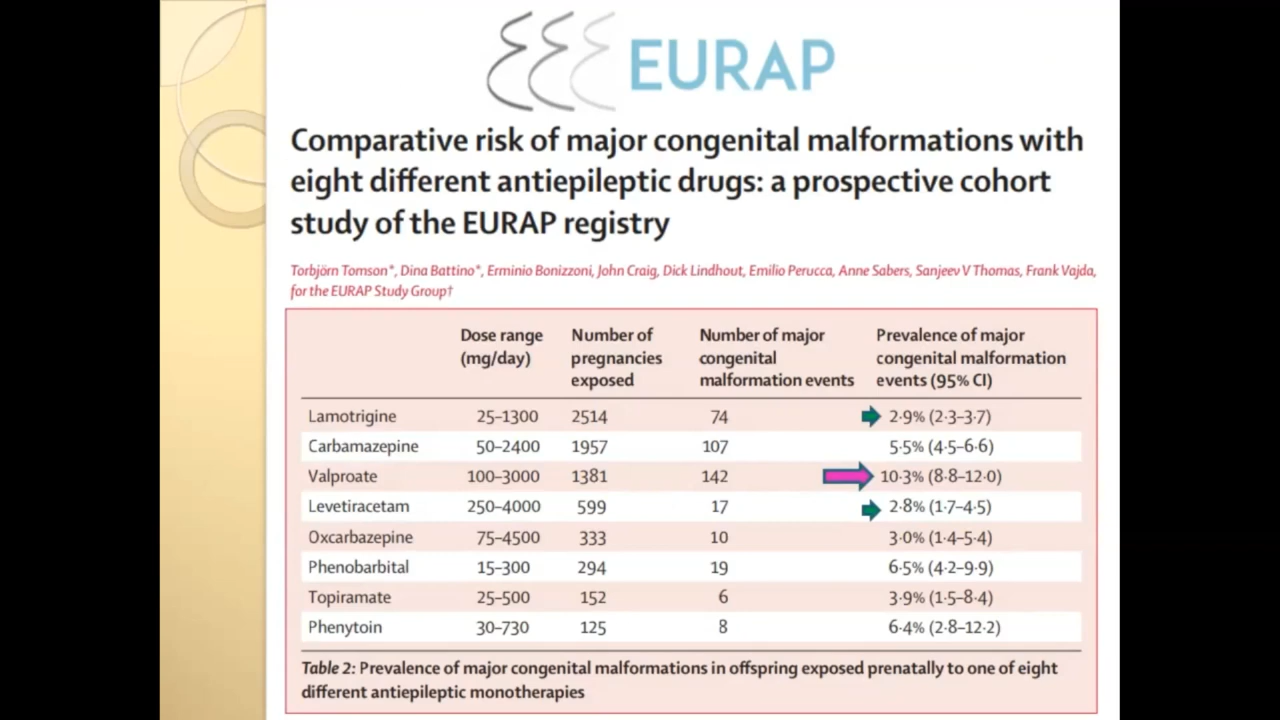 EURAP
Comparative risk of major congenital malformations with
eight different antiepileptic drugs: a prospective cohort
study of the EURAP registry
Torbjörn Tomson*, Dina Battino*, Erminio Bonizzoni, John Craig, Dick Lindhout, Emilio Perucca, Anne Sabers, Sanjeev V Thomas, Frank Vajda,
for the EURAP Study Group†
Dose range (mg/day) Number of pregnancies exposed Number of major congenital malformation events Prevalence of major congenital malformation events (95% CI)
Lamotrigine 25–1300 2514 74 2·9% (2·3–3·7)
Carbamazepine 50–2400 1957 107 5·5% (4·5–6·6)
Valproate 100–3000 1381 142 10·3% (8·8–12·0)
Levetiracetam 250–4000 599 17 2·8% (1·7–4·5)
Oxcarbazepine 75–4500 333 10 3·0% (1·4–5·4)
Phenobarbital 15–300 294 19 6·5% (4·2–9·9)
Topiramate 25–500 152 6 3·9% (1·5–8·4)
Phenytoin 30–730 125 8 6·4% (2·8–12·2)
Table 2: Prevalence of major congenital malformations in offspring exposed prenatally to one of eight
different antiepileptic monotherapies